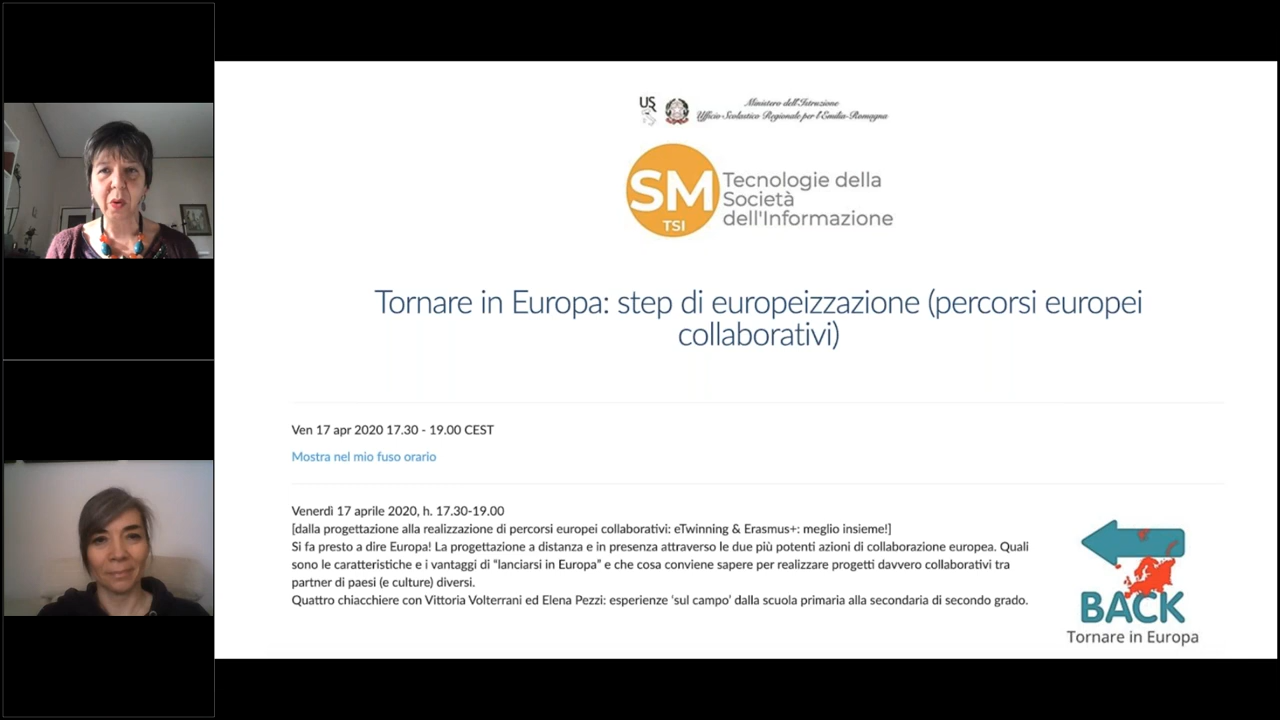 US
R
Ministero dell'Istruzione
Ufficio Scolastico Regionale per l'Emilia-Romagna
SM
TSI
Tecnologie della
Società
dell'Informazione
Tornare in Europa: step di europeizzazione (percorsi europei
collaborativi)
Ven 17 apr 2020 17.30 - 19.00 CEST
Mostra nel mio fuso orario
Venerdì 17 aprile 2020, h. 17.30-19.00
[dalla progettazione alla realizzazione di percorsi europei collaborativi: eTwinning & Erasmus+: meglio insieme!]
Si fa presto a dire Europa! La progettazione a distanza e in presenza attraverso le due più potenti azioni di collaborazione europea. Quali
sono le caratteristiche e i vantaggi di “lanciarsi in Europa” e che cosa conviene sapere per realizzare progetti davvero collaborativi tra
partner di paesi (e culture) diversi.
Quattro chiacchiere con Vittoria Volterrani ed Elena Pezzi: esperienze ‘sul campo’ dalla scuola primaria alla secondaria di secondo grado.
BACK
Tornare in Europa